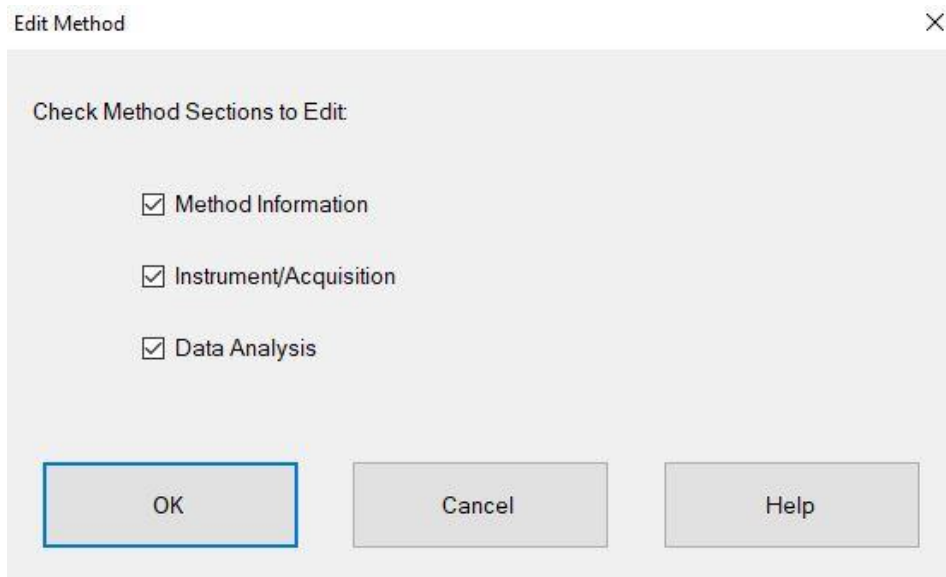 Edit Method
Check Method Sections to Edit:
Method Information
Instrument/Acquisition
Data Analysis
OK
Cancel
Help